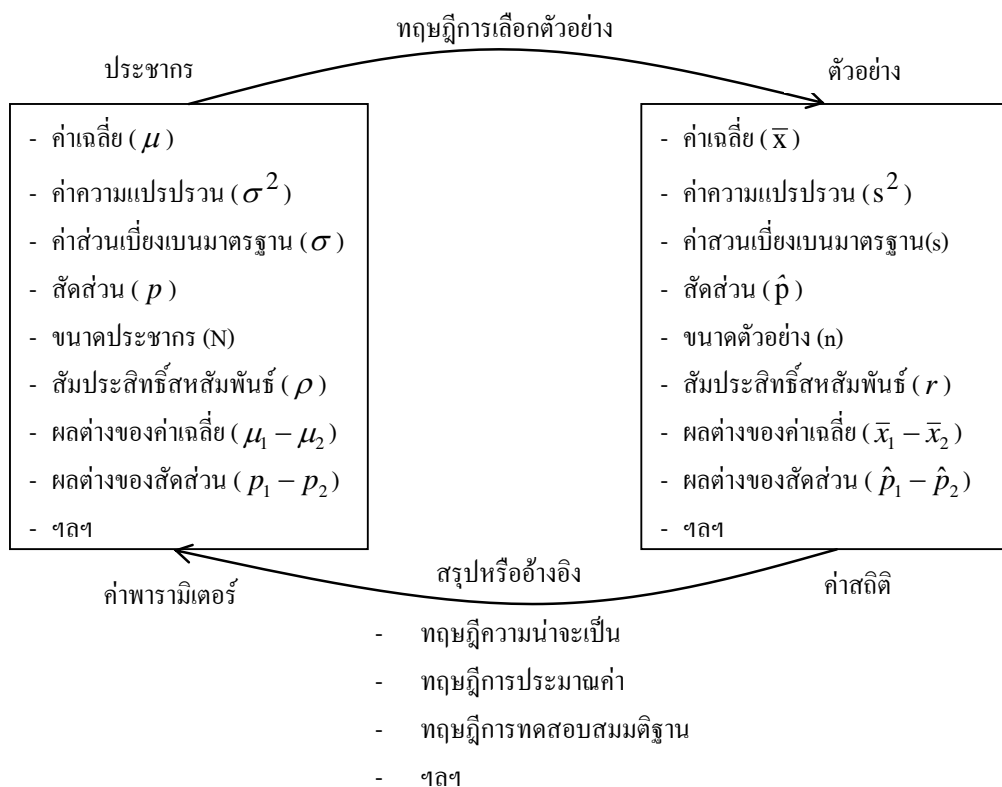 ทฤษฎีการเลือกตัวอย่าง
ประชากร
ตัวอย่าง
- ค่าเฉลี่ย ( μ )
- ค่าความแปรปรวน ( σ² )
- ค่าส่วนเบี่ยงเบนมาตรฐาน ( σ )
- สัดส่วน ( p )
- ขนาดประชากร (N)
- สัมประสิทธิ์สหสัมพันธ์ ( ρ )
- ผลต่างของค่าเฉลี่ย ( μ₁ − μ₂ )
- ผลต่างของสัดส่วน ( p₁ − p₂ )
- ฯลฯ
- ค่าเฉลี่ย ( x̅ )
- ค่าความแปรปรวน ( s² )
- ค่าสวนเบี่ยงเบนมาตรฐาน(s)
- สัดส่วน ( p̂ )
- ขนาดตัวอย่าง (n)
- สัมประสิทธิ์สหสัมพันธ์ ( r )
- ผลต่างของค่าเฉลี่ย ( x̅₁ − x̅₂ )
- ผลต่างของสัดส่วน ( p̂₁ − p̂₂ )
- ฯลฯ
ค่าพารามิเตอร์
สรุปหรืออ้างอิง
ค่าสถิติ
- ทฤษฎีความน่าจะเป็น
- ทฤษฎีการประมาณค่า
- ทฤษฎีการทดสอบสมมติฐาน
- ฯลฯ